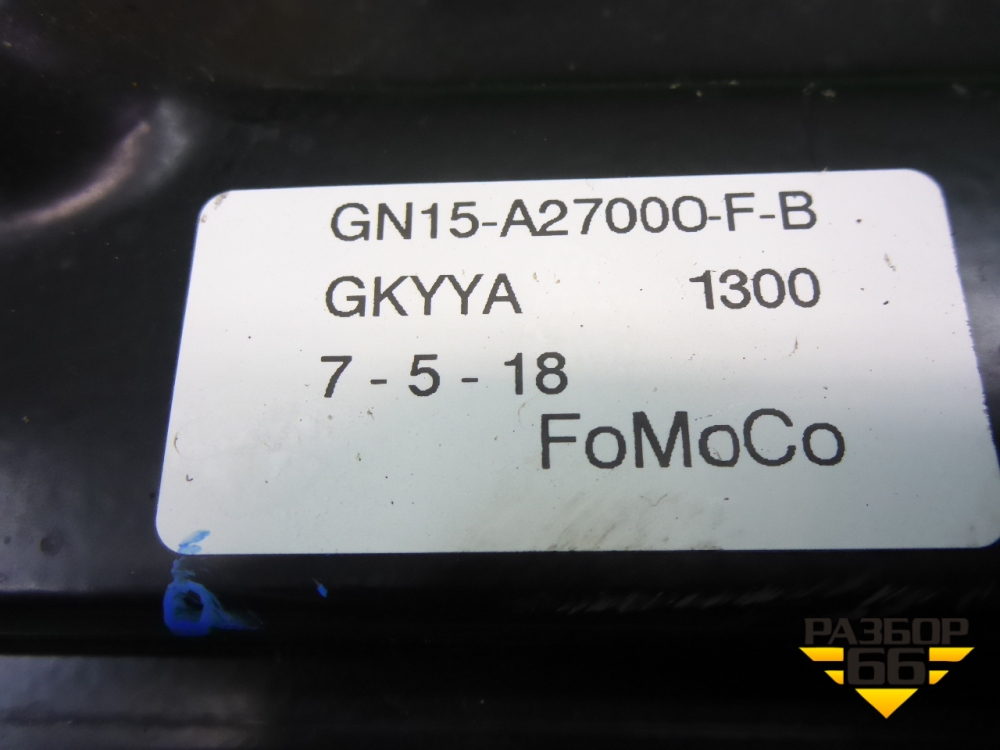 GN15-A27000-F-B
GKYYA 1300
7 - 5 - 18
FoMoCo
РАЗБОР
66